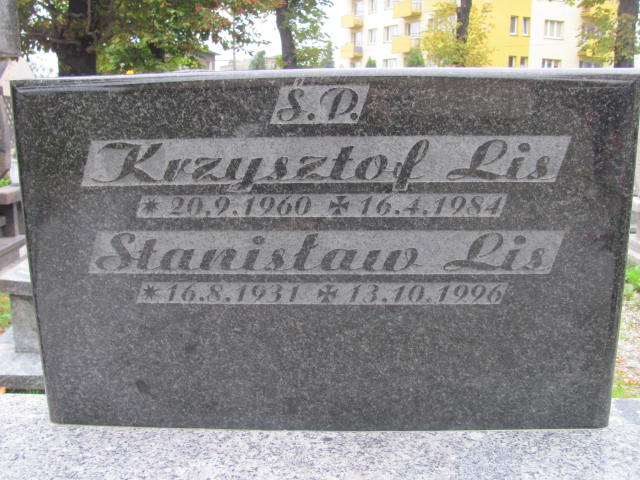 Ś.P.
Krzysztof Lis
* 20.9.1960 ✠ 16.4.1984
Stanisław Lis
* 16.8.1931 ✠ 13.10.1996